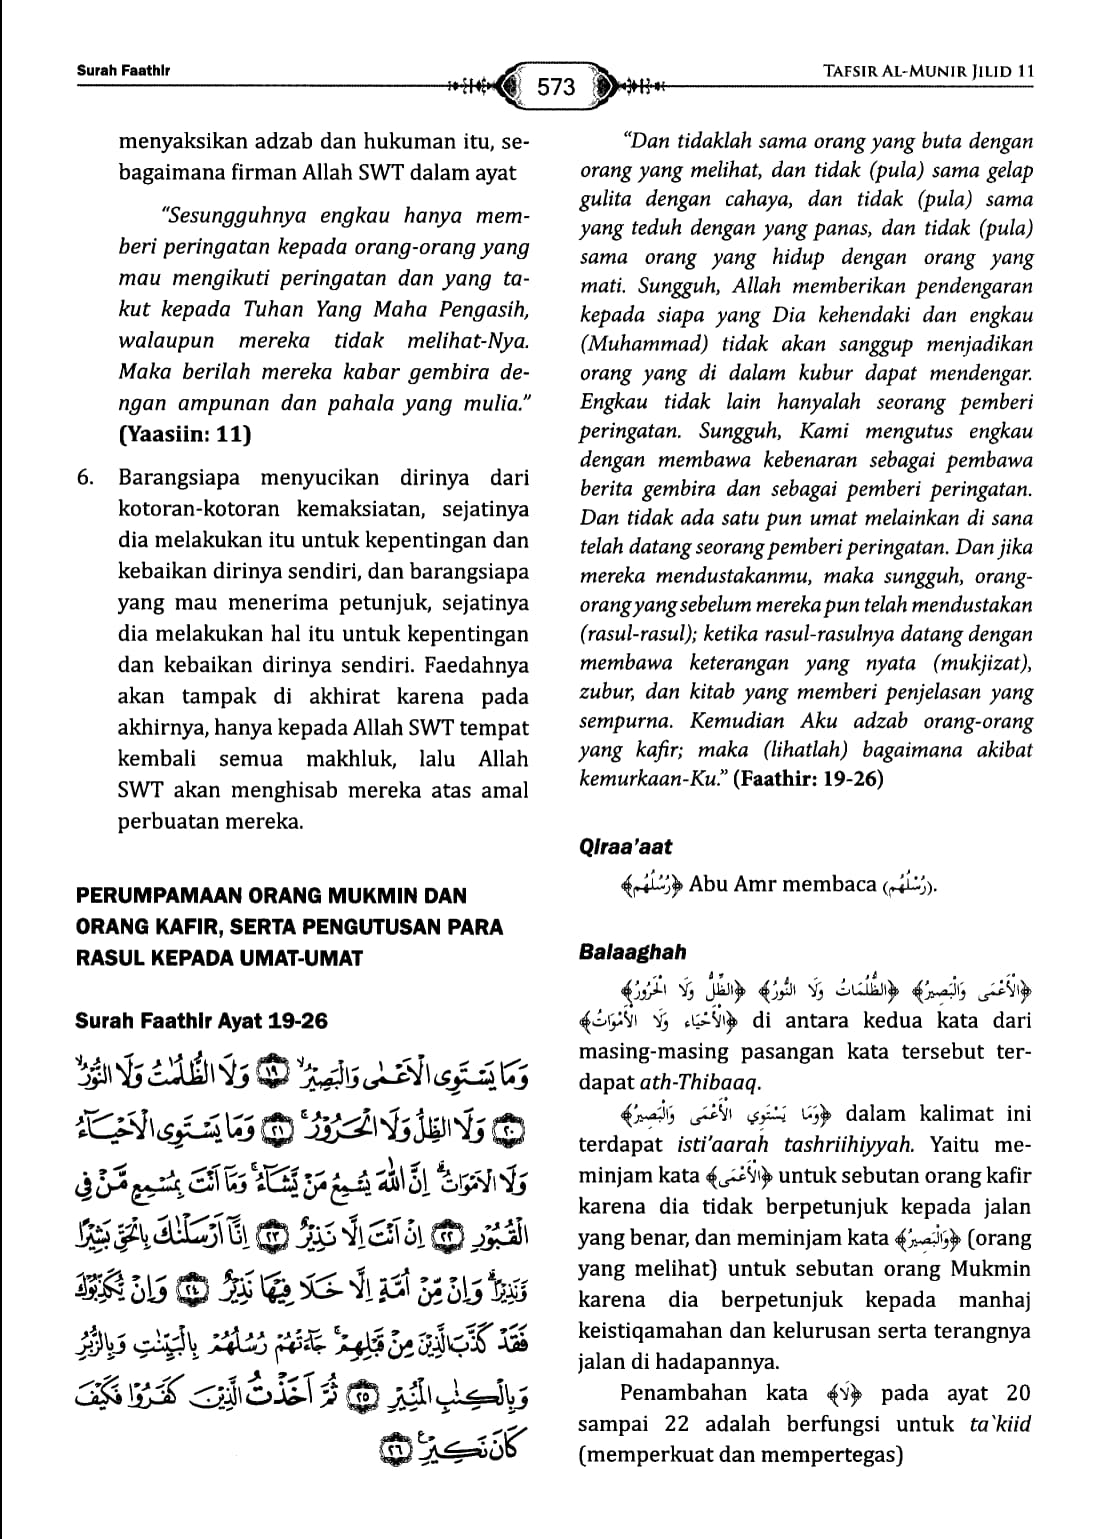 Surah Faathir
573
TAFSIR AL-MUNIR JILID 11
menyaksikan adzab dan hukuman itu, se-
bagaimana firman Allah SWT dalam ayat
“Sesungguhnya engkau hanya mem-
beri peringatan kepada orang-orang yang
mau mengikuti peringatan dan yang ta-
kut kepada Tuhan Yang Maha Pengasih,
walaupun mereka tidak melihat-Nya.
Maka berilah mereka kabar gembira de-
ngan ampunan dan pahala yang mulia.”
(Yaasiin: 11)
6. Barangsiapa menyucikan dirinya dari
kotoran-kotoran kemaksiatan, sejatinya
dia melakukan itu untuk kepentingan dan
kebaikan dirinya sendiri, dan barangsiapa
yang mau menerima petunjuk, sejatinya
dia melakukan hal itu untuk kepentingan
dan kebaikan dirinya sendiri. Faedahnya
akan tampak di akhirat karena pada
akhirnya, hanya kepada Allah SWT tempat
kembali semua makhluk, lalu Allah
SWT akan menghisab mereka atas amal
perbuatan mereka.
PERUMPAMAAN ORANG MUKMIN DAN
ORANG KAFIR, SERTA PENGUTUSAN PARA
RASUL KEPADA UMAT-UMAT
Surah Faathir Ayat 19-26
وَمَا يَسْتَوِى الْاَعْمٰى وَالْبَصِيْرُۙ ١٩ وَلَا الظُّلُمٰتُ وَلَا النُّوْرُۙ
٢٠ وَلَا الظِّلُّ وَلَا الْحَرُوْرُۚ ٢١ وَمَا يَسْتَوِى الْاَحْيَاۤءُ
وَلَا الْاَمْوَاتُۗ اِنَّ اللّٰهَ يُسْمِعُ مَنْ يَّشَاۤءُۚ وَمَآ اَنْتَ بِمُسْمِعٍ مَّنْ فِى
الْقُبُوْرِ ٢٢ اِنْ اَنْتَ اِلَّا نَذِيْرٌ ٢٣ اِنَّآ اَرْسَلْنٰكَ بِالْحَقِّ بَشِيْرًا
وَّنَذِيْرًاۗ وَاِنْ مِّنْ اُمَّةٍ اِلَّا خَلَا فِيْهَا نَذِيْرٌ ٢٤ وَاِنْ يُّكَذِّبُوْكَ
فَقَدْ كَذَّبَ الَّذِيْنَ مِنْ قَبْلِهِمْۚ جَاۤءَتْهُمْ رُسُلُهُمْ بِالْبَيِّنٰتِ وَبِالزُّبُرِ
وَبِالْكِتٰبِ الْمُنِيْرِ ٢٥ ثُمَّ اَخَذْتُ الَّذِيْنَ كَفَرُوْا فَكَيْفَ
كَانَ نَكِيْرِ ࣖ ٢٦
“Dan tidaklah sama orang yang buta dengan
orang yang melihat, dan tidak (pula) sama gelap
gulita dengan cahaya, dan tidak (pula) sama
yang teduh dengan yang panas, dan tidak (pula)
sama orang yang hidup dengan orang yang
mati. Sungguh, Allah memberikan pendengaran
kepada siapa yang Dia kehendaki dan engkau
(Muhammad) tidak akan sanggup menjadikan
orang yang di dalam kubur dapat mendengar.
Engkau tidak lain hanyalah seorang pemberi
peringatan. Sungguh, Kami mengutus engkau
dengan membawa kebenaran sebagai pembawa
berita gembira dan sebagai pemberi peringatan.
Dan tidak ada satu pun umat melainkan di sana
telah datang seorang pemberi peringatan. Dan jika
mereka mendustakanmu, maka sungguh, orang-
orang yang sebelum mereka pun telah mendustakan
(rasul-rasul); ketika rasul-rasulnya datang dengan
membawa keterangan yang nyata (mukjizat),
zubur, dan kitab yang memberi penjelasan yang
sempurna. Kemudian Aku adzab orang-orang
yang kafir; maka (lihatlah) bagaimana akibat
kemurkaan-Ku.” (Faathir: 19-26)
Qiraa’aat
﴿رُسُلُهُم﴾ Abu Amr membaca (رُسْلُهُم).
Balaaghah
﴿الْأَعْمَى وَالْبَصِيرُ﴾ ﴿الظُّلُمَاتُ وَلَا النُّورُ﴾ ﴿الظِّلُّ وَلَا الْحَرُورُ﴾
﴿الْأَحْيَاء وَلَا الْأَمْوَاتُ﴾ di antara kedua kata dari
masing-masing pasangan kata tersebut ter-
dapat ath-Thibaaq.
﴿وَمَا يَسْتَوِي الْأَعْمَى وَالْبَصِيرُ﴾ dalam kalimat ini
terdapat isti’aarah tashriihiyyah. Yaitu me-
minjam kata ﴿الْأَعْمَى﴾ untuk sebutan orang kafir
karena dia tidak berpetunjuk kepada jalan
yang benar, dan meminjam kata ﴿وَالْبَصِيرُ﴾ (orang
yang melihat) untuk sebutan orang Mukmin
karena dia berpetunjuk kepada manhaj
keistiqamahan dan kelurusan serta terangnya
jalan di hadapannya.
Penambahan kata ﴿لَا﴾ pada ayat 20
sampai 22 adalah berfungsi untuk ta`kiid
(memperkuat dan mempertegas)